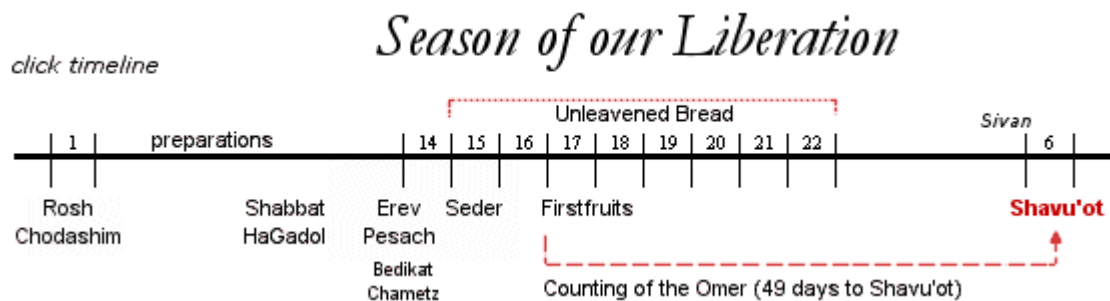 Season of our Liberation
click timeline
Unleavened Bread
Sivan
1 preparations 14 15 16 17 18 19 20 21 22 6
Rosh Chodashim
Shabbat HaGadol
Erev Pesach
Seder
Firstfruits
Shavu'ot
Bedikat Chametz
Counting of the Omer (49 days to Shavu'ot)